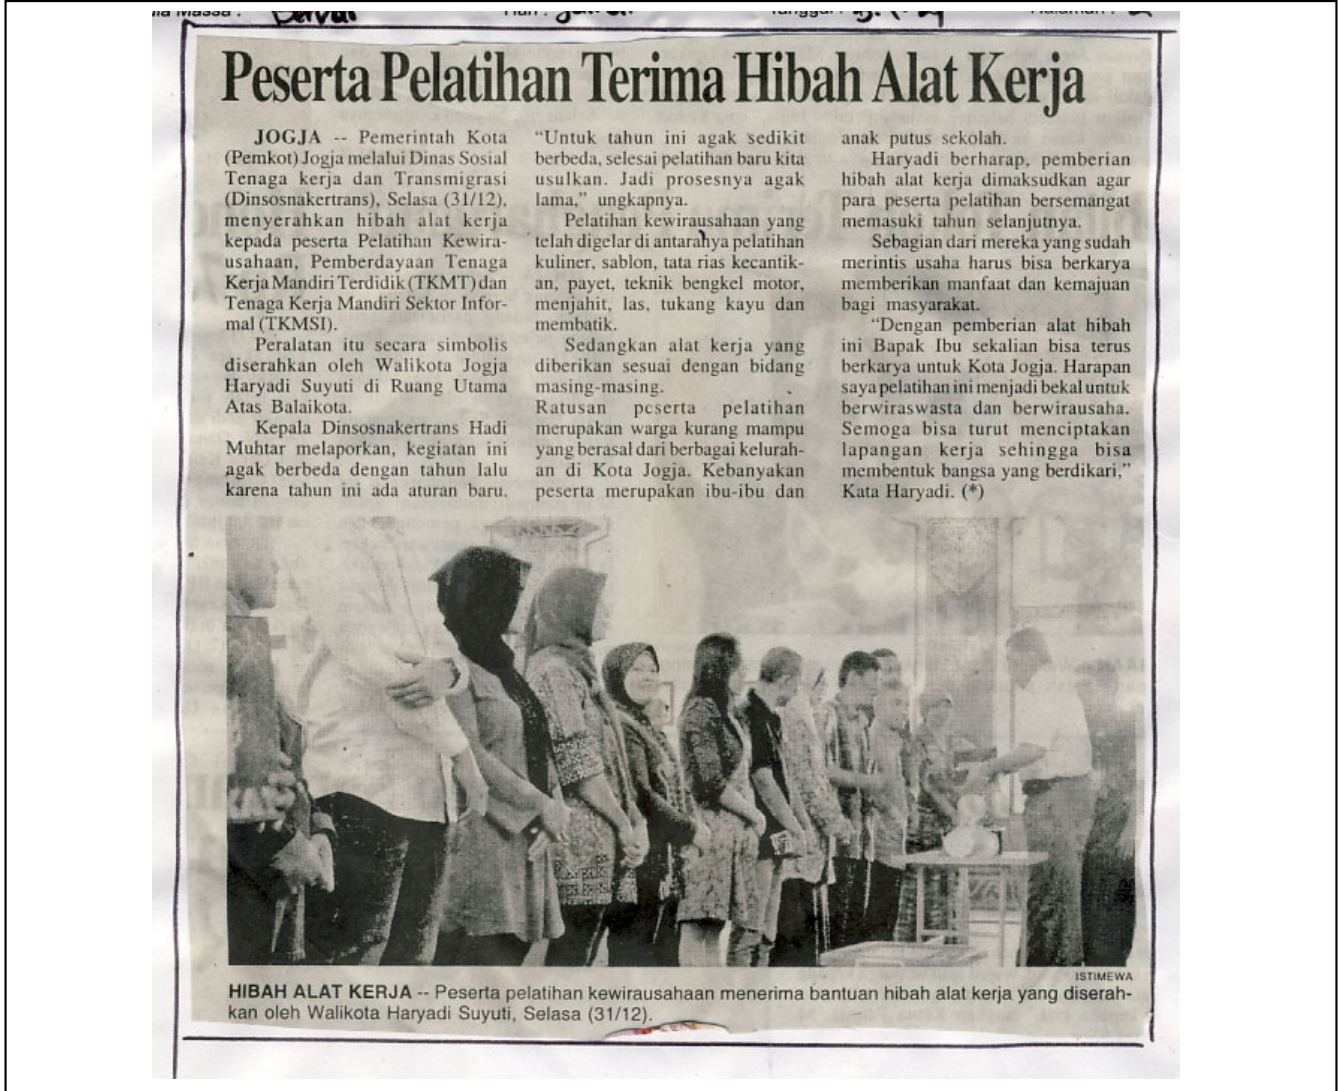 Peserta Pelatihan Terima Hibah Alat Kerja
JOGJA -- Pemerintah Kota
(Pemkot) Jogja melalui Dinas Sosial
Tenaga kerja dan Transmigrasi
(Dinsosnakertrans), Selasa (31/12),
menyerahkan hibah alat kerja
kepada peserta Pelatihan Kewira-
usahaan, Pemberdayaan Tenaga
Kerja Mandiri Terdidik (TKMT) dan
Tenaga Kerja Mandiri Sektor Infor-
mal (TKMSI).
Peralatan itu secara simbolis
diserahkan oleh Walikota Jogja
Haryadi Suyuti di Ruang Utama
Atas Balaikota.
Kepala Dinsosnakertrans Hadi
Muhtar melaporkan, kegiatan ini
agak berbeda dengan tahun lalu
karena tahun ini ada aturan baru.
“Untuk tahun ini agak sedikit
berbeda, selesai pelatihan baru kita
usulkan. Jadi prosesnya agak
lama,” ungkapnya.
Pelatihan kewirausahaan yang
telah digelar di antaranya pelatihan
kuliner, sablon, tata rias kecantik-
an, payet, teknik bengkel motor,
menjahit, las, tukang kayu dan
membatik.
Sedangkan alat kerja yang
diberikan sesuai dengan bidang
masing-masing.
Ratusan peserta pelatihan
merupakan warga kurang mampu
yang berasal dari berbagai kelurah-
an di Kota Jogja. Kebanyakan
peserta merupakan ibu-ibu dan
anak putus sekolah.
Haryadi berharap, pemberian
hibah alat kerja dimaksudkan agar
para peserta pelatihan bersemangat
memasuki tahun selanjutnya.
Sebagian dari mereka yang sudah
merintis usaha harus bisa berkarya
memberikan manfaat dan kemajuan
bagi masyarakat.
“Dengan pemberian alat hibah
ini Bapak Ibu sekalian bisa terus
berkarya untuk Kota Jogja. Harapan
saya pelatihan ini menjadi bekal untuk
berwiraswasta dan berwirausaha.
Semoga bisa turut menciptakan
lapangan kerja sehingga bisa
membentuk bangsa yang berdikari,”
Kata Haryadi. (*)
ISTIMEWA
HIBAH ALAT KERJA -- Peserta pelatihan kewirausahaan menerima bantuan hibah alat kerja yang diserah-
kan oleh Walikota Haryadi Suyuti, Selasa (31/12).